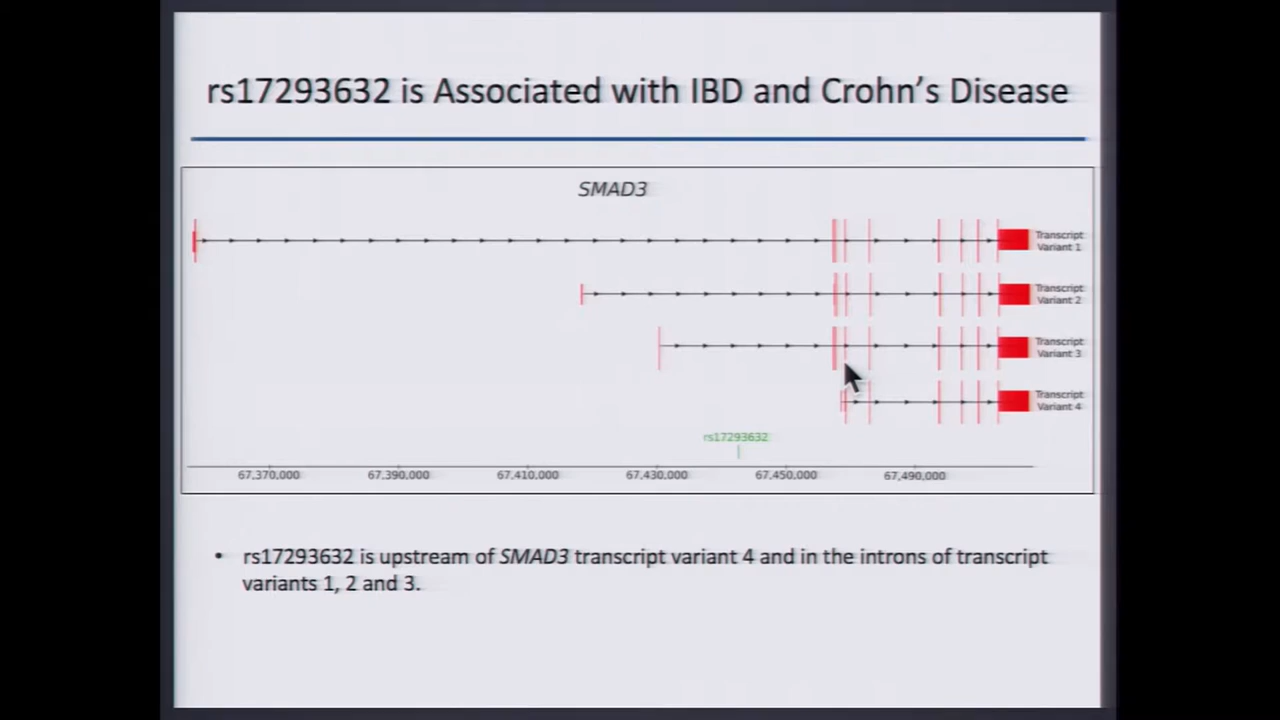 rs17293632 is Associated with IBD and Crohn's Disease
SMAD3
Transcript
Variant 1
Transcript
Variant 2
Transcript
Variant 3
Transcript
Variant 4
rs17293632
67,370,000 67,390,000 67,410,000 67,430,000 67,450,000 67,490,000
• rs17293632 is upstream of SMAD3 transcript variant 4 and in the introns of transcript
variants 1, 2 and 3.